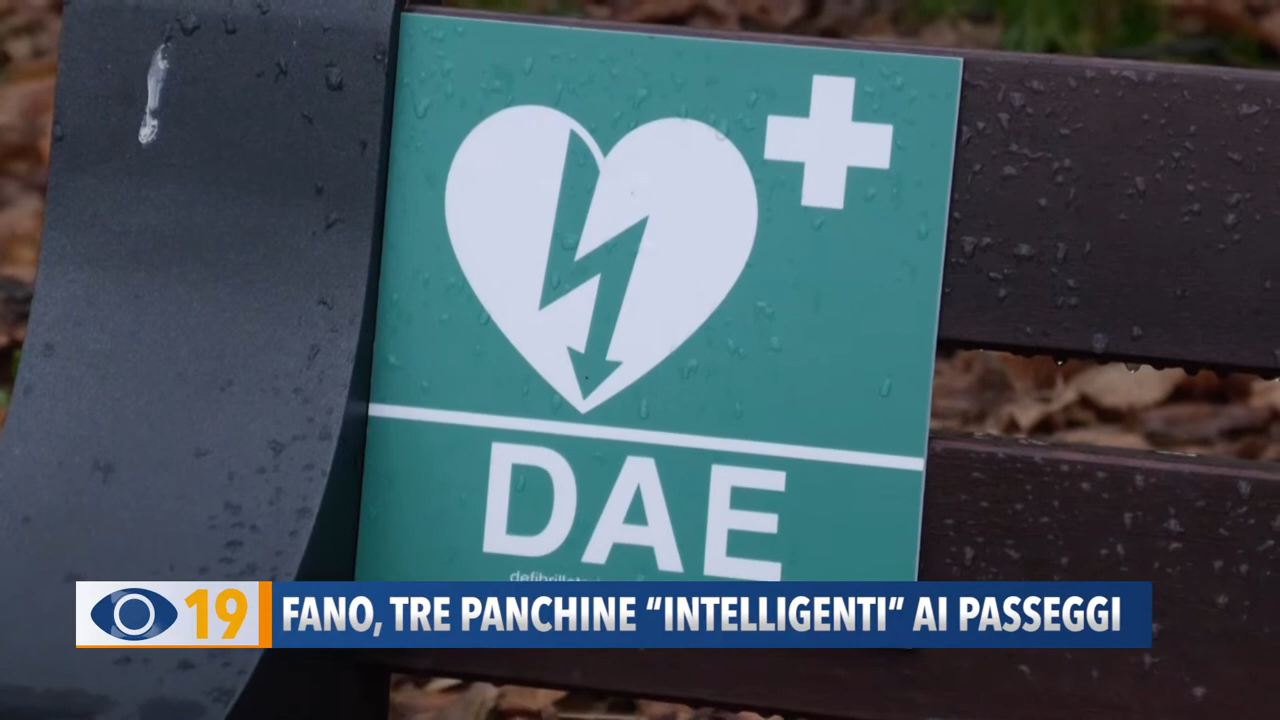 DAE
19
FANO, TRE PANCHINE “INTELLIGENTI” AI PASSEGGI